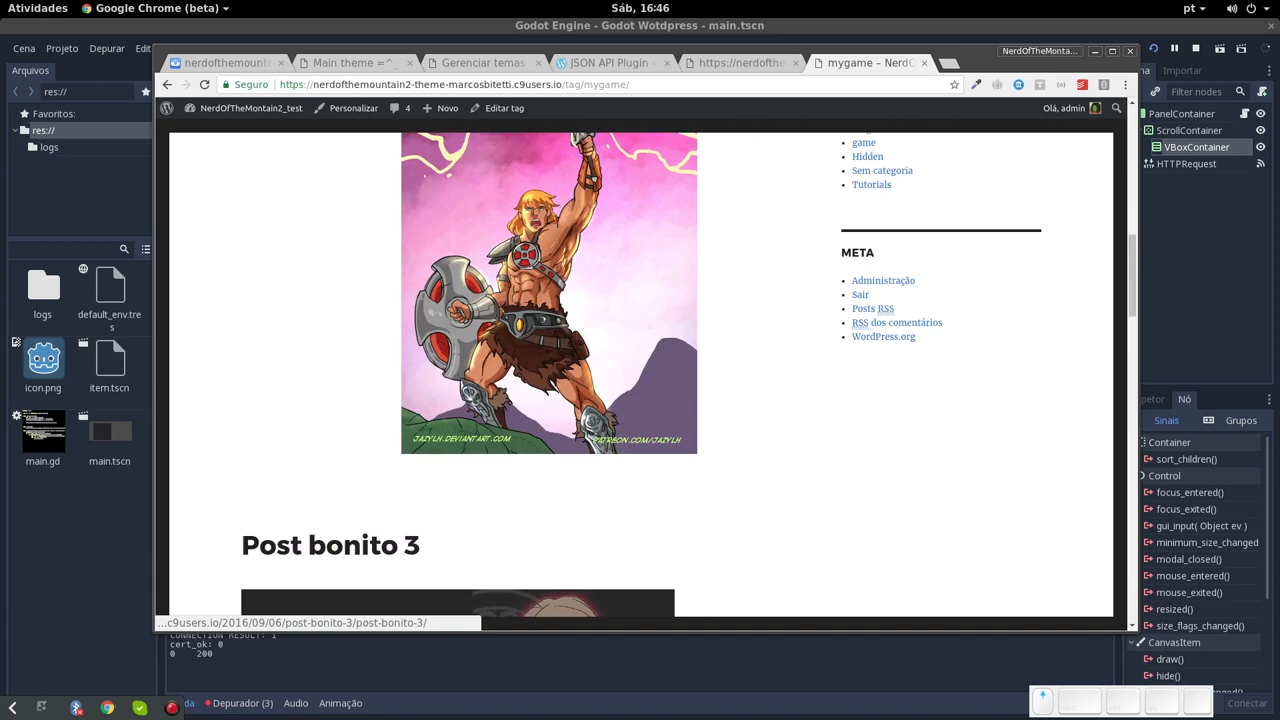 Atividades
Google Chrome (beta)
Sáb, 16:46
pt
Godot Engine - Godot Wotdpress - main.tscn
Cena Projeto Depurar Edit
NerdOfTheMonta...
nerdofthemount
Main theme =^_
Gerenciar temas
JSON API Plugin
https://nerdofthe
mygame – NerdO
Seguro
https://nerdofthemountain2-theme-marcosbitetti.c9users.io/tag/mygame/
NerdOfTheMontain2_test
Personalizar
4
Novo
Editar tag
Olá, admin
Arquivos
res://
Favoritos:
res://
logs
logs
default_env.tre
s
icon.png
item.tscn
main.gd
main.tscn
game
Hidden
Sem categoria
Tutorials
META
Administração
Sair
Posts RSS
RSS dos comentários
WordPress.org
JAZYLH.DEVIANTART.COM
PATREON.COM/JAZYLH
Post bonito 3
...c9users.io/2016/09/06/post-bonito-3/post-bonito-3/
CONNECTION RESULT: 1
cert_ok: 0
0 200
Depurador (3)
Audio
Animação
Importar
Filter nodes
PanelContainer
ScrollContainer
VBoxContainer
HTTPRequest
Nó
Sinais
Grupos
Container
sort_children()
Control
focus_entered()
focus_exited()
gui_input( Object ev )
minimum_size_changed
modal_closed()
mouse_entered()
mouse_exited()
resized()
size_flags_changed()
CanvasItem
draw()
hide()
Conectar